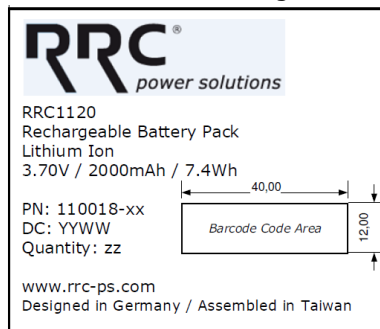 RRC®
power solutions
RRC1120
Rechargeable Battery Pack
Lithium Ion
3.70V / 2000mAh / 7.4Wh
40,00
PN: 110018-xx
DC: YYWW
Quantity: zz
Barcode Code Area
12,00
www.rrc-ps.com
Designed in Germany / Assembled in Taiwan